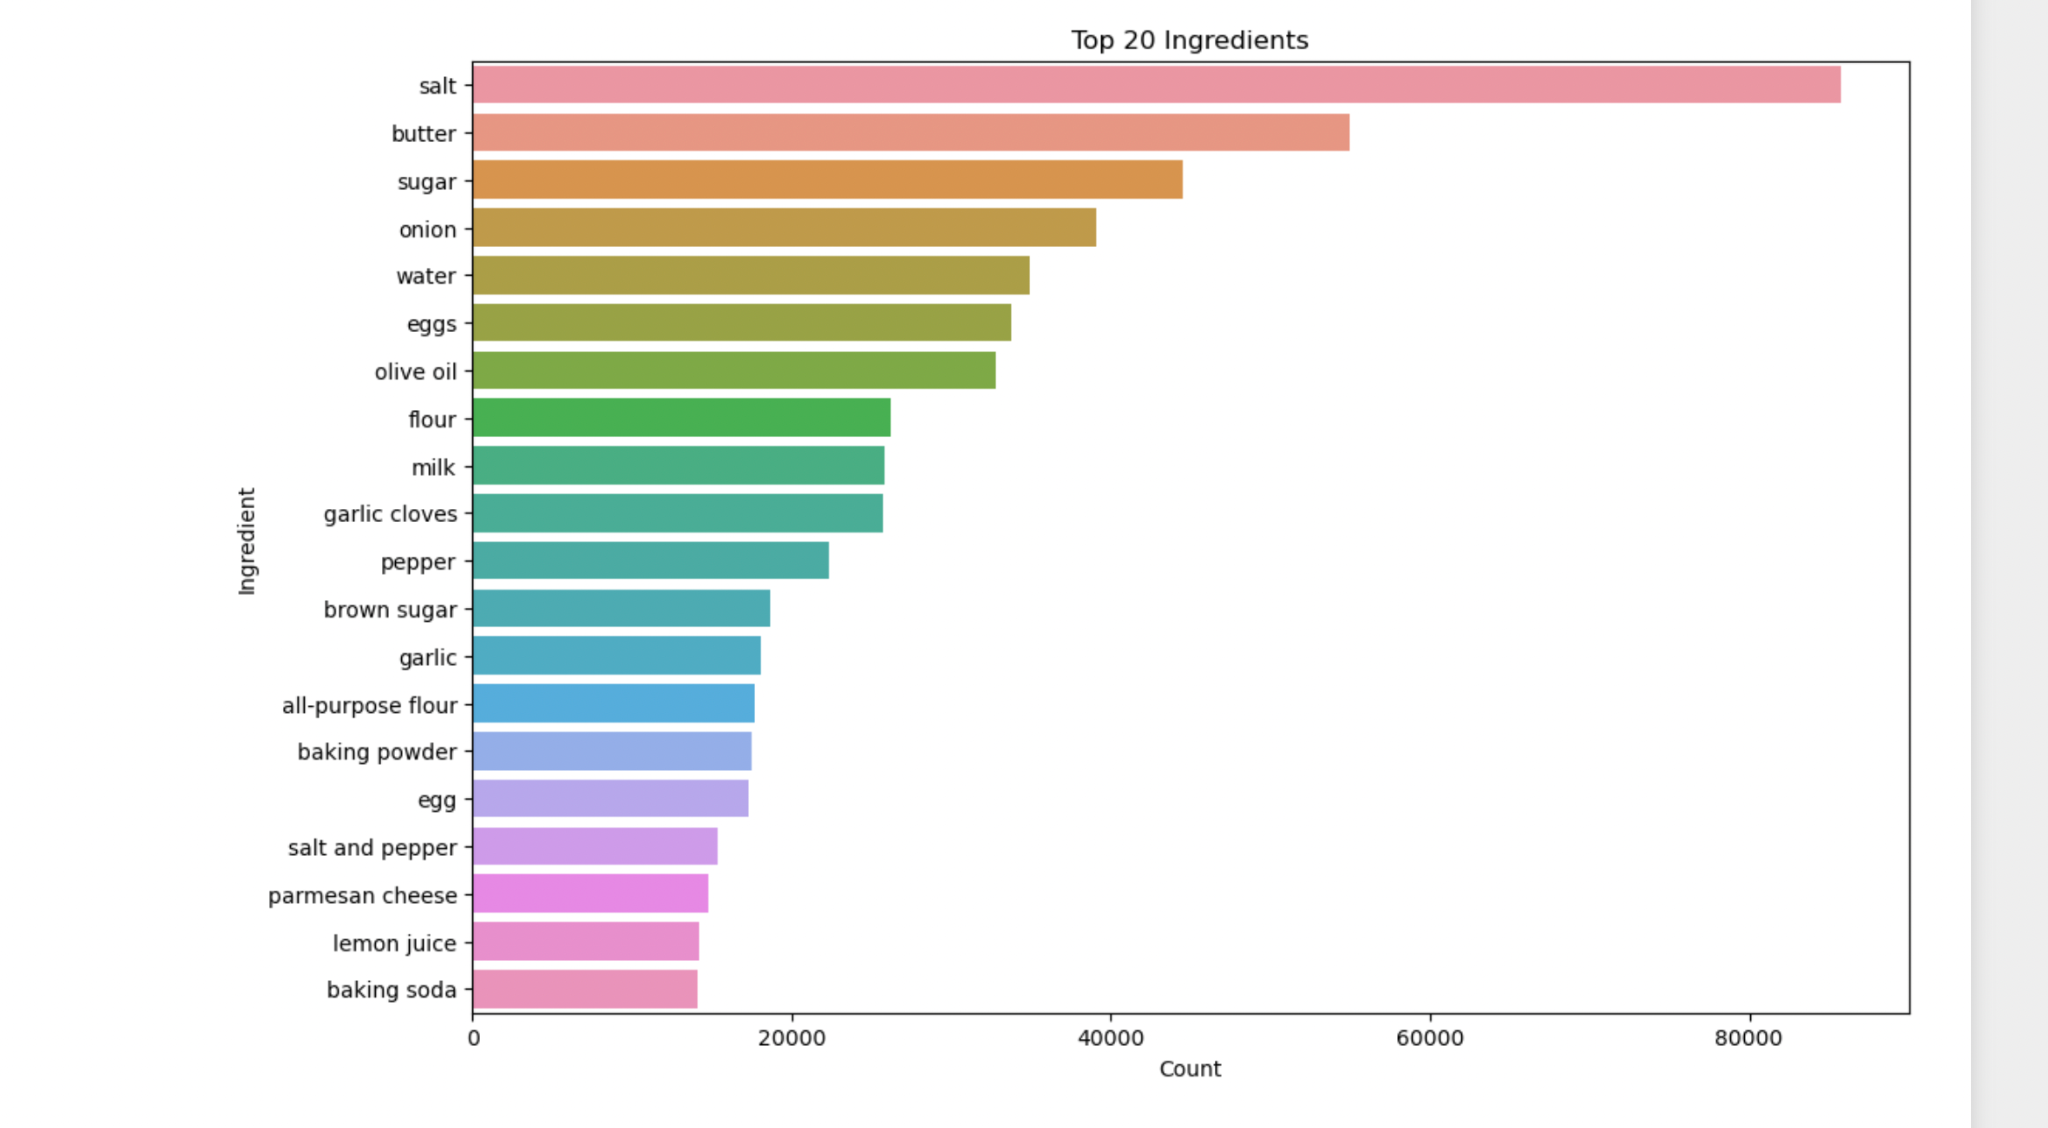 Top 20 Ingredients
salt
butter
sugar
onion
water
eggs
olive oil
flour
milk
garlic cloves
pepper
brown sugar
garlic
all-purpose flour
baking powder
egg
salt and pepper
parmesan cheese
lemon juice
baking soda
Ingredient
0 20000 40000 60000 80000
Count